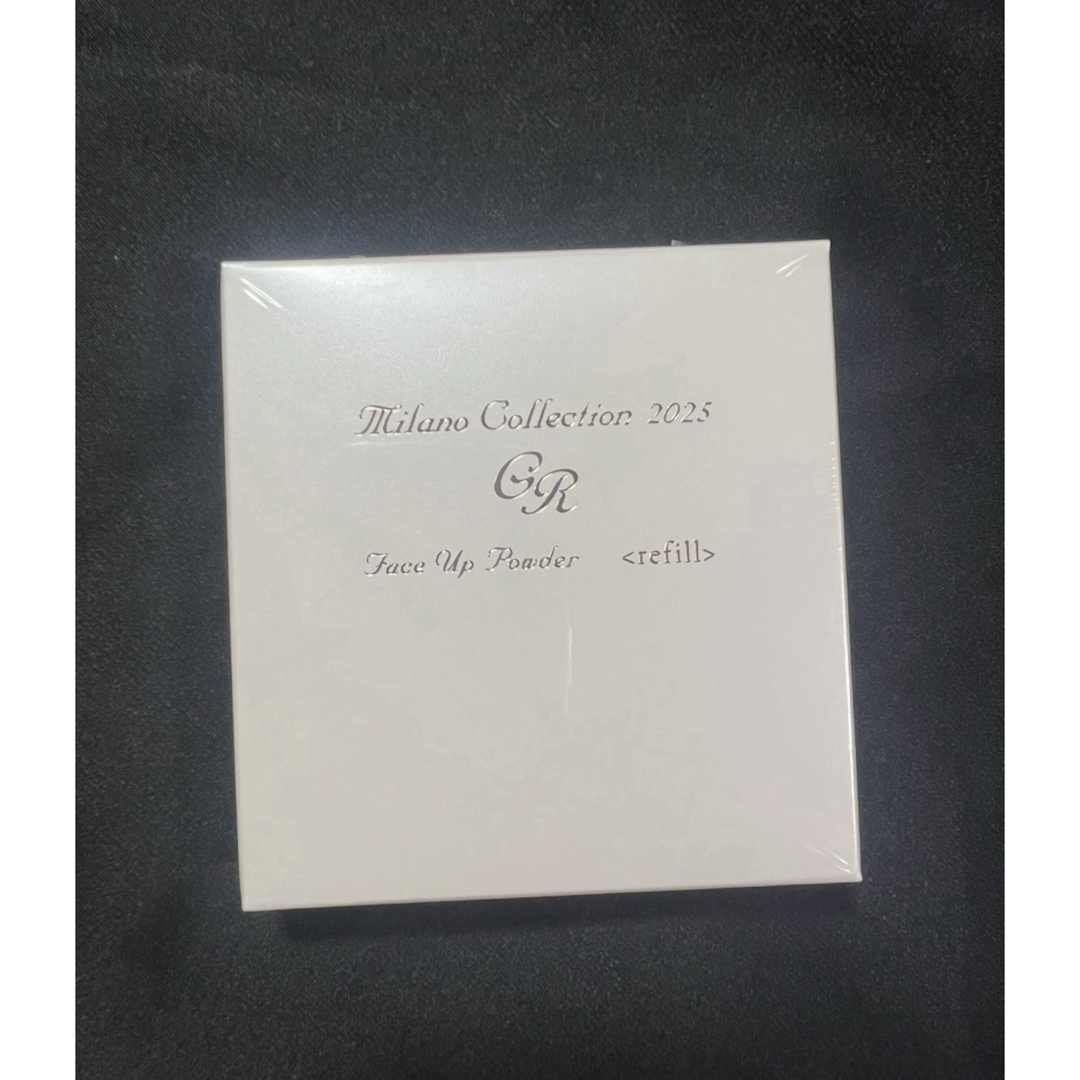 Milano Collection 2025
GR
Face Up Powder <refill>